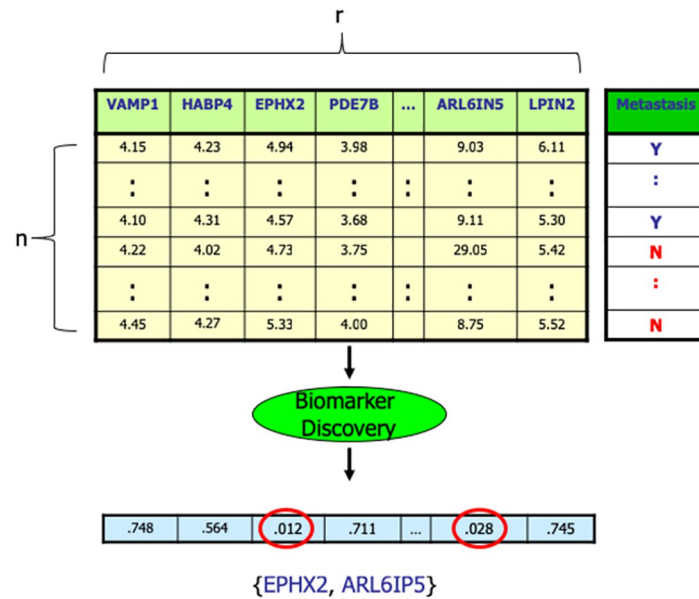 r
VAMP1 HABP4 EPHX2 PDE7B ... ARL6IN5 LPIN2 Metastasis
4.15 4.23 4.94 3.98 9.03 6.11 Y
: : : : : : : :
n
4.10 4.31 4.57 3.68 9.11 5.30 Y
4.22 4.02 4.73 3.75 29.05 5.42 N
: : : : : : : :
4.45 4.27 5.33 4.00 8.75 5.52 N
Biomarker
Discovery
.748 .564 .012 .711 ... .028 .745
{EPHX2, ARL6IP5}